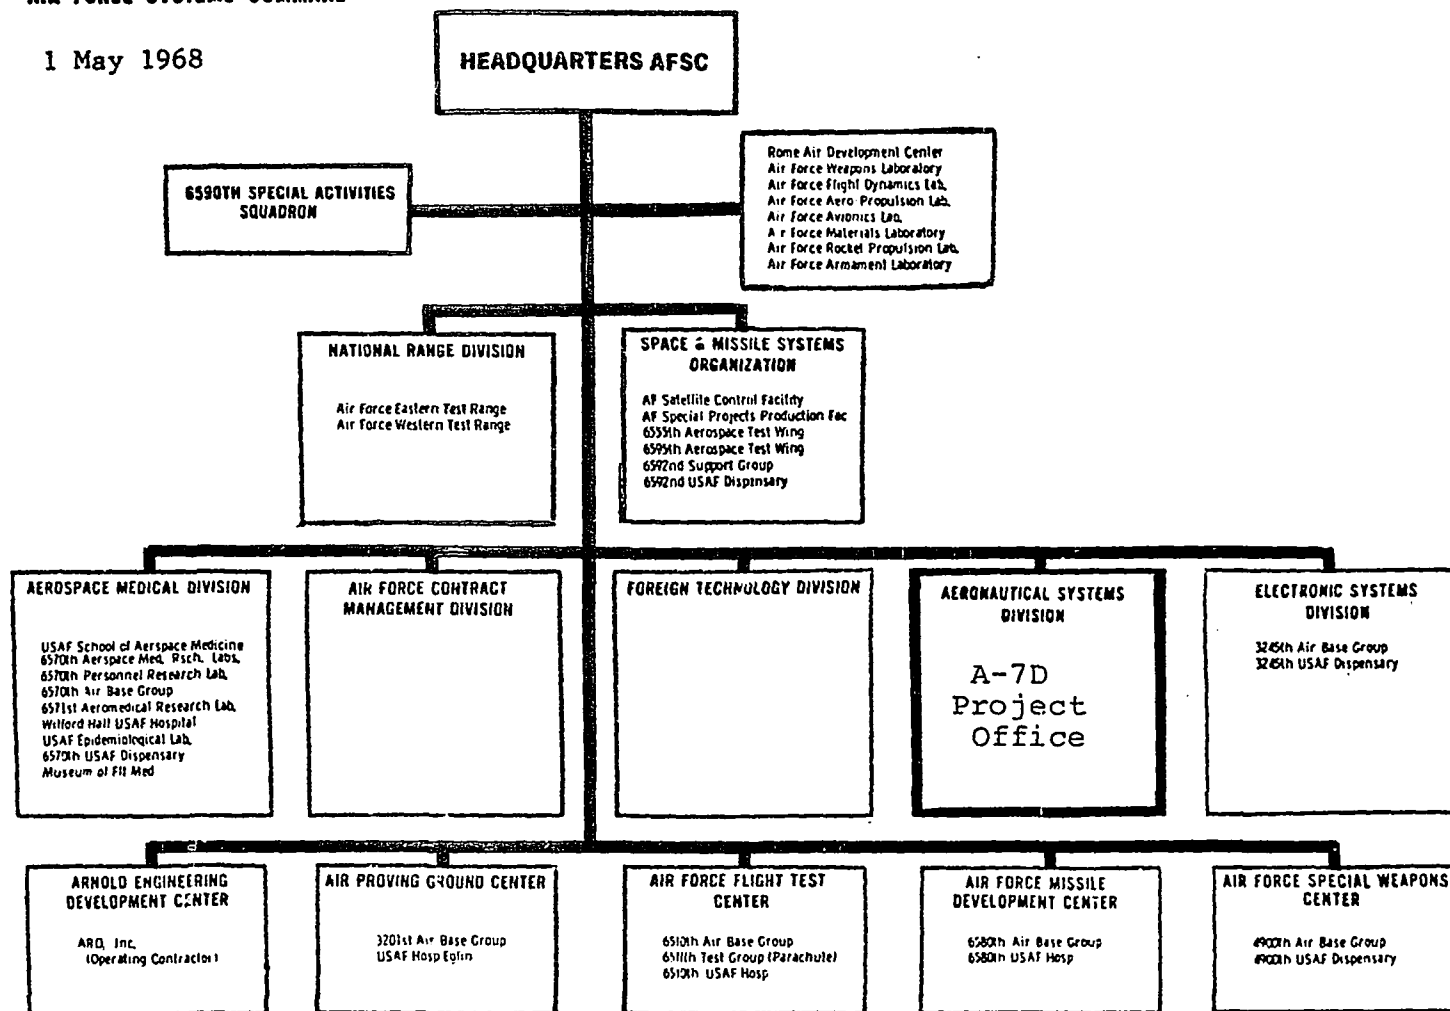 1 May 1968
HEADQUARTERS AFSC
6590TH SPECIAL ACTIVITIES
SQUADRON
Rome Air Development Center
Air Force Weapons Laboratory
Air Force Flight Dynamics Lab.
Air Force Aero-Propulsion Lab.
Air Force Avionics Lab.
Air Force Materials Laboratory
Air Force Rocket Propulsion Lab.
Air Force Armament Laboratory
NATIONAL RANGE DIVISION
Air Force Eastern Test Range
Air Force Western Test Range
SPACE & MISSILE SYSTEMS
ORGANIZATION
AF Satellite Control Facility
AF Special Projects Production Fac
6555th Aerospace Test Wing
6595th Aerospace Test Wing
6592nd Support Group
6592nd USAF Dispensary
AEROSPACE MEDICAL DIVISION
USAF School of Aerospace Medicine
6570th Aerospace Med. Rsch. Labs.
6570th Personnel Research Lab.
6570th Air Base Group
6571st Aeromedical Research Lab.
Wilford Hall USAF Hospital
USAF Epidemiological Lab.
6570th USAF Dispensary
Museum of Flt Med
AIR FORCE CONTRACT
MANAGEMENT DIVISION
FOREIGN TECHNOLOGY DIVISION
AERONAUTICAL SYSTEMS
DIVISION
A-7D
Project
Office
ELECTRONIC SYSTEMS
DIVISION
3245th Air Base Group
3245th USAF Dispensary
ARNOLD ENGINEERING
DEVELOPMENT CENTER
ARO, Inc.
(Operating Contractor)
AIR PROVING GROUND CENTER
3201st Air Base Group
USAF Hosp Eglin
AIR FORCE FLIGHT TEST
CENTER
6510th Air Base Group
6511th Test Group (Parachute)
6510th USAF Hosp
AIR FORCE MISSILE
DEVELOPMENT CENTER
6580th Air Base Group
6580th USAF Hosp
AIR FORCE SPECIAL WEAPONS
CENTER
4900th Air Base Group
4900th USAF Dispensary